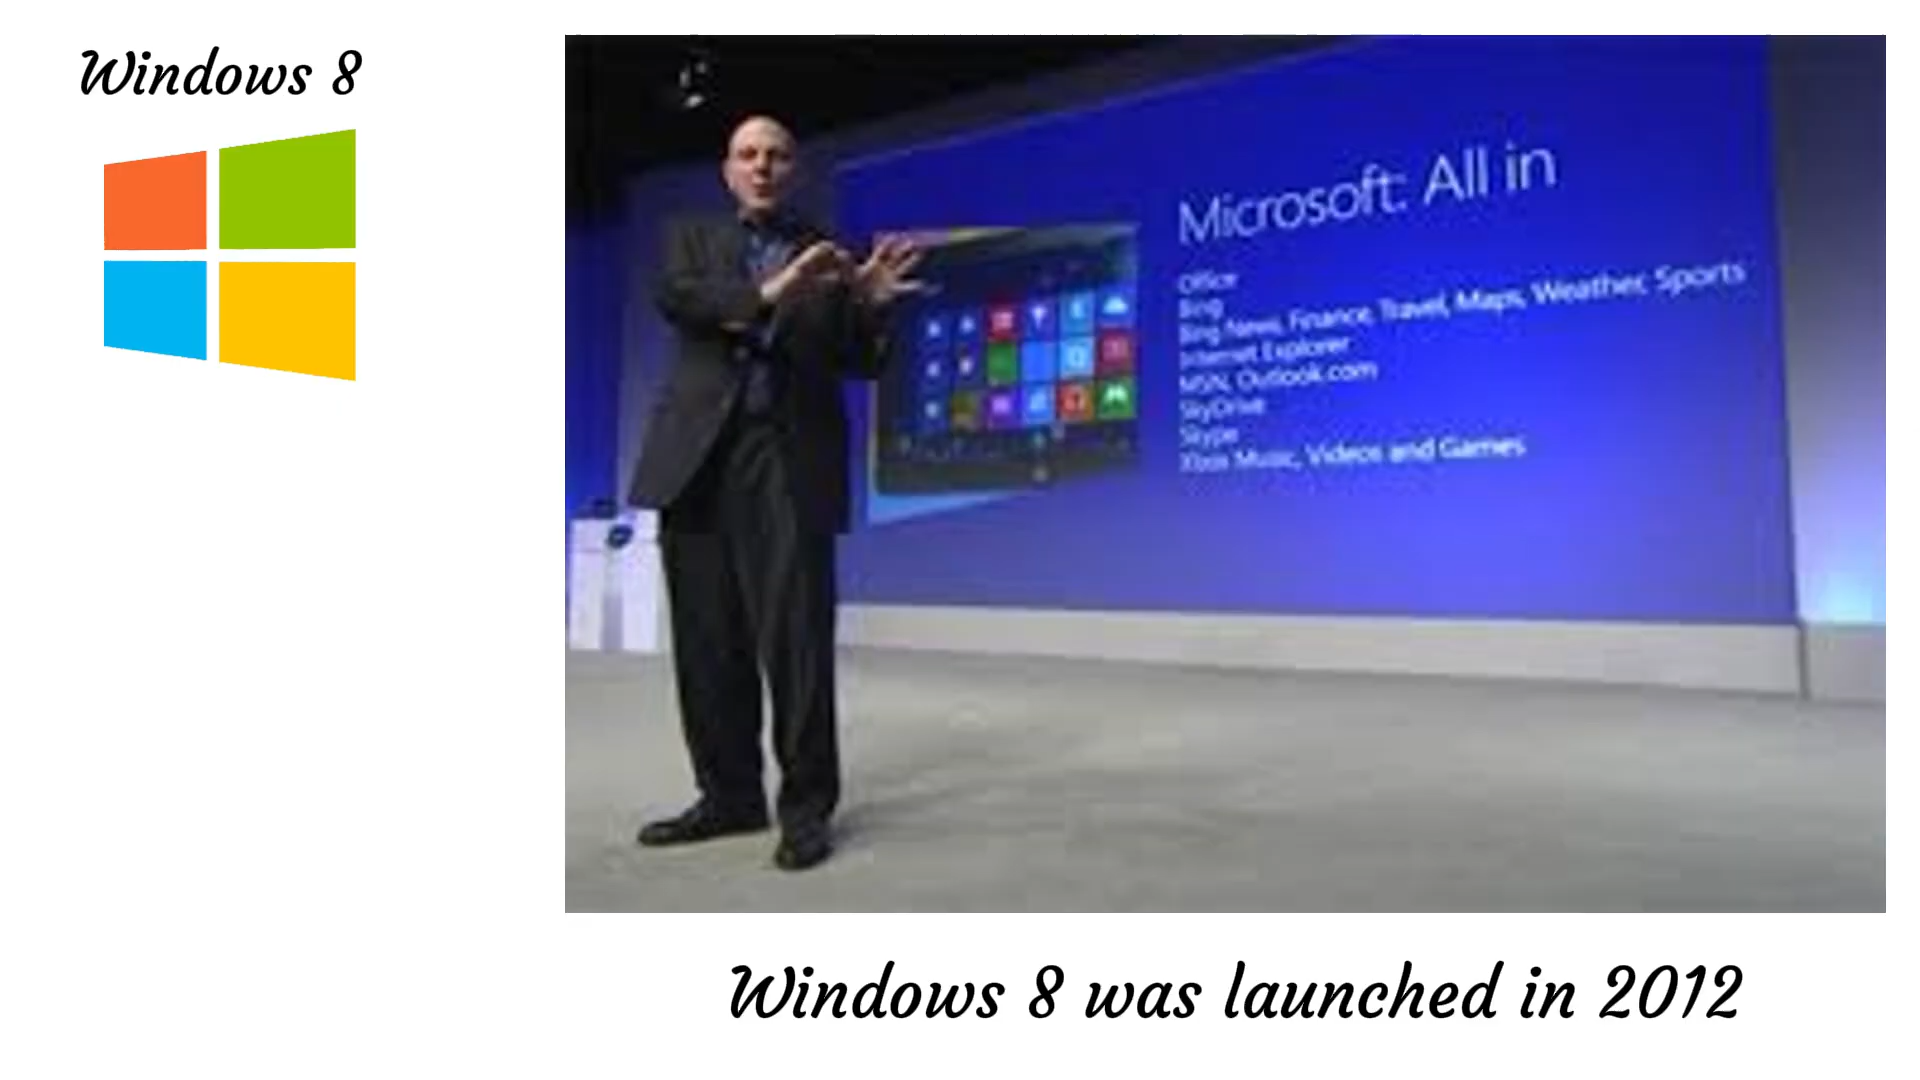 Windows 8
Microsoft: All in
Office
Bing
Bing News, Finance, Travel, Maps, Weather, Sports
Internet Explorer
MSN, Outlook.com
SkyDrive
Skype
Xbox Music, Videos and Games
Windows 8 was launched in 2012